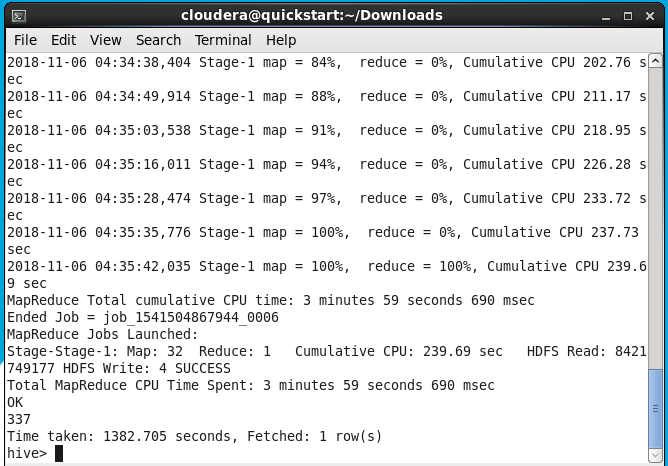 cloudera@quickstart:~/Downloads
File Edit View Search Terminal Help
2018-11-06 04:34:38,404 Stage-1 map = 84%,  reduce = 0%, Cumulative CPU 202.76 s
ec
2018-11-06 04:34:49,914 Stage-1 map = 88%,  reduce = 0%, Cumulative CPU 211.17 s
ec
2018-11-06 04:35:03,538 Stage-1 map = 91%,  reduce = 0%, Cumulative CPU 218.95 s
ec
2018-11-06 04:35:16,011 Stage-1 map = 94%,  reduce = 0%, Cumulative CPU 226.28 s
ec
2018-11-06 04:35:28,474 Stage-1 map = 97%,  reduce = 0%, Cumulative CPU 233.72 s
ec
2018-11-06 04:35:35,776 Stage-1 map = 100%,  reduce = 0%, Cumulative CPU 237.73
sec
2018-11-06 04:35:42,035 Stage-1 map = 100%,  reduce = 100%, Cumulative CPU 239.6
9 sec
MapReduce Total cumulative CPU time: 3 minutes 59 seconds 690 msec
Ended Job = job_1541504867944_0006
MapReduce Jobs Launched:
Stage-Stage-1: Map: 32  Reduce: 1   Cumulative CPU: 239.69 sec   HDFS Read: 8421
749177 HDFS Write: 4 SUCCESS
Total MapReduce CPU Time Spent: 3 minutes 59 seconds 690 msec
OK
337
Time taken: 1382.705 seconds, Fetched: 1 row(s)
hive>